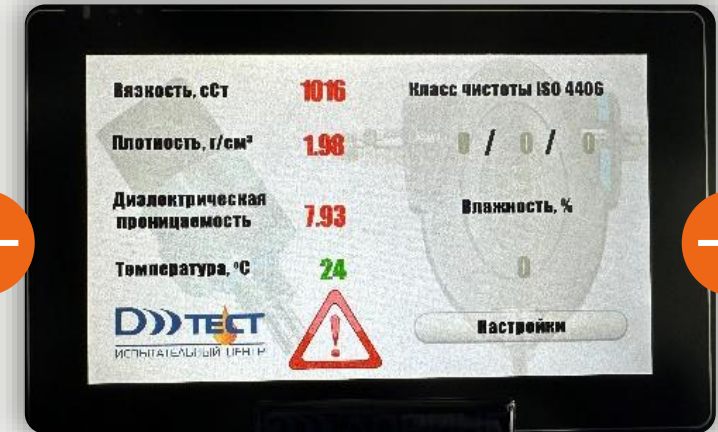 Вязкость, сСт 1016
Плотность, г/см³ 1.98
Диэлектрическая
проницаемость 7.93
Температура, °С 24
Класс чистоты ISO 4406
0 / 0 / 0
Влажность, %
0
Настройки
D))) ТЕСТ
ИСПЫТАТЕЛЬНЫЙ ЦЕНТР